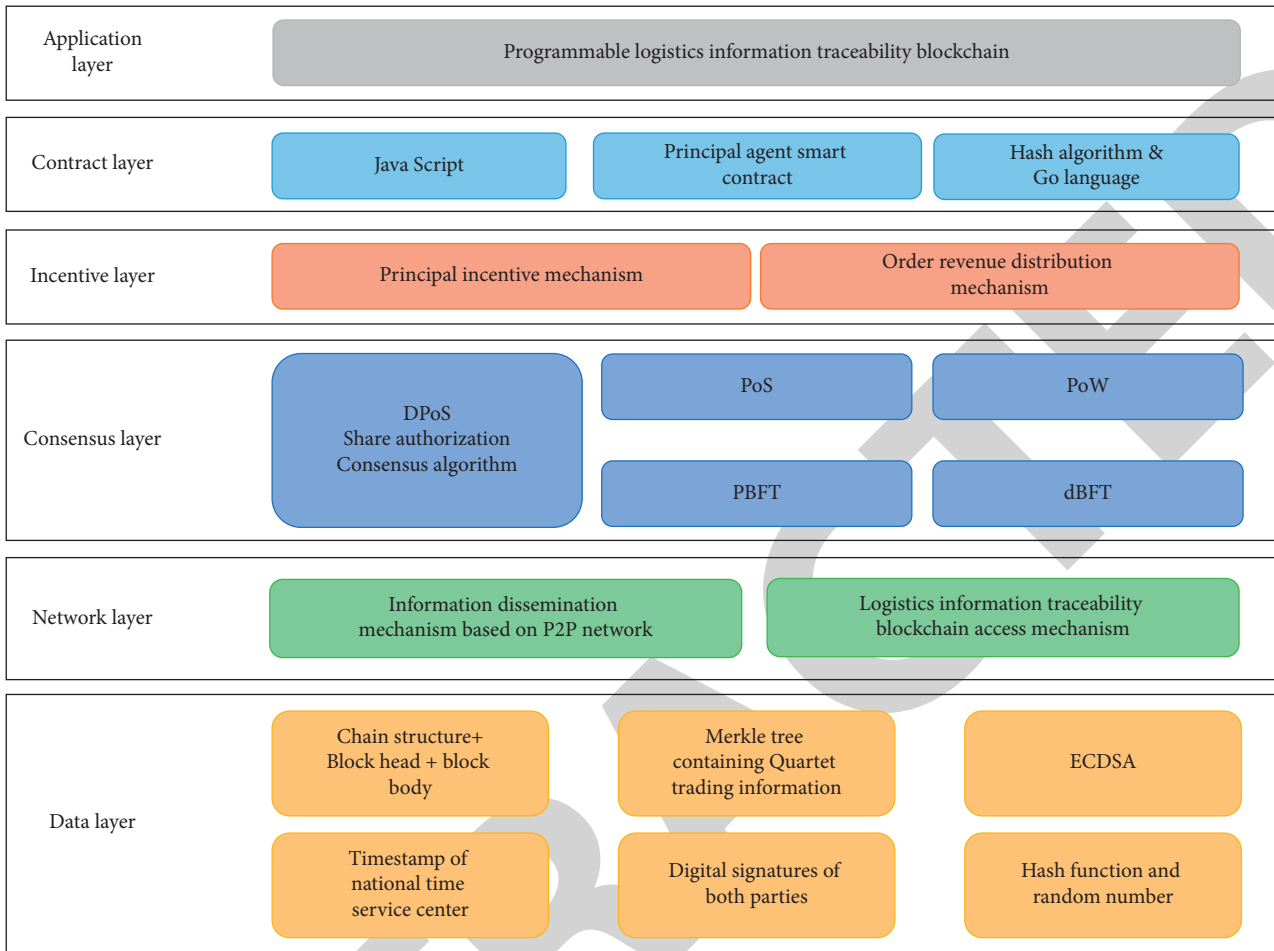 Application
layer
Programmable logistics information traceability blockchain
Contract layer
Java Script
Principal agent smart
contract
Hash algorithm &
Go language
Incentive layer
Principal incentive mechanism
Order revenue distribution
mechanism
Consensus layer
DPoS
Share authorization
Consensus algorithm
PoS
PoW
PBFT
dBFT
Network layer
Information dissemination
mechanism based on P2P network
Logistics information traceability
blockchain access mechanism
Data layer
Chain structure+
Block head + block
body
Merkle tree
containing Quartet
trading information
ECDSA
Timestamp of
national time
service center
Digital signatures of
both parties
Hash function and
random number